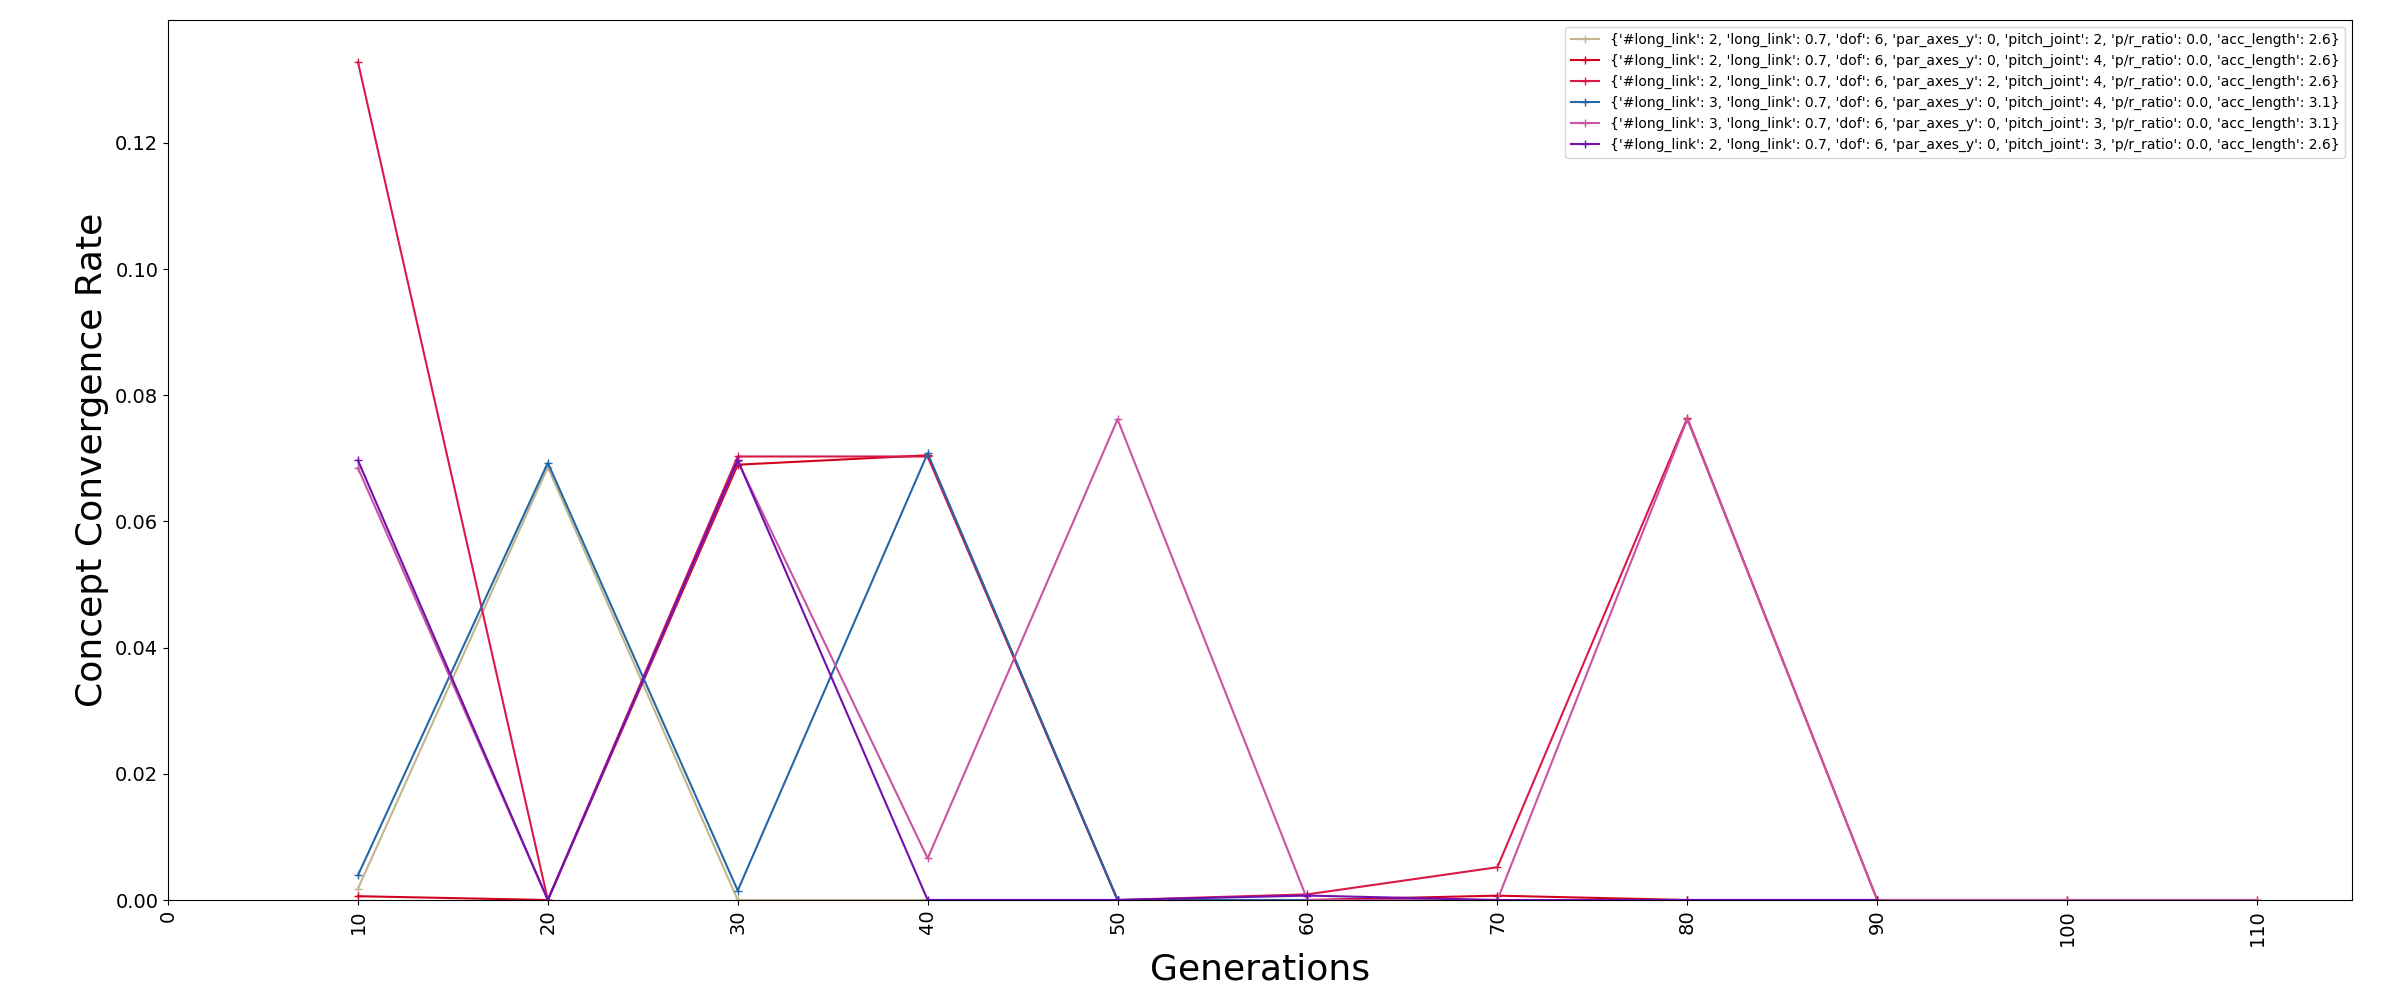 {'#long_link': 2, 'long_link': 0.7, 'dof': 6, 'par_axes_y': 0, 'pitch_joint': 2, 'p/r_ratio': 0.0, 'acc_length': 2.6}
{'#long_link': 2, 'long_link': 0.7, 'dof': 6, 'par_axes_y': 0, 'pitch_joint': 4, 'p/r_ratio': 0.0, 'acc_length': 2.6}
{'#long_link': 2, 'long_link': 0.7, 'dof': 6, 'par_axes_y': 2, 'pitch_joint': 4, 'p/r_ratio': 0.0, 'acc_length': 2.6}
{'#long_link': 3, 'long_link': 0.7, 'dof': 6, 'par_axes_y': 0, 'pitch_joint': 4, 'p/r_ratio': 0.0, 'acc_length': 3.1}
{'#long_link': 3, 'long_link': 0.7, 'dof': 6, 'par_axes_y': 0, 'pitch_joint': 3, 'p/r_ratio': 0.0, 'acc_length': 3.1}
{'#long_link': 2, 'long_link': 0.7, 'dof': 6, 'par_axes_y': 0, 'pitch_joint': 3, 'p/r_ratio': 0.0, 'acc_length': 2.6}
Concept Convergence Rate
0.12
0.10
0.08
0.06
0.04
0.02
0.00
0 10 20 30 40 50 60 70 80 90 100 110
Generations